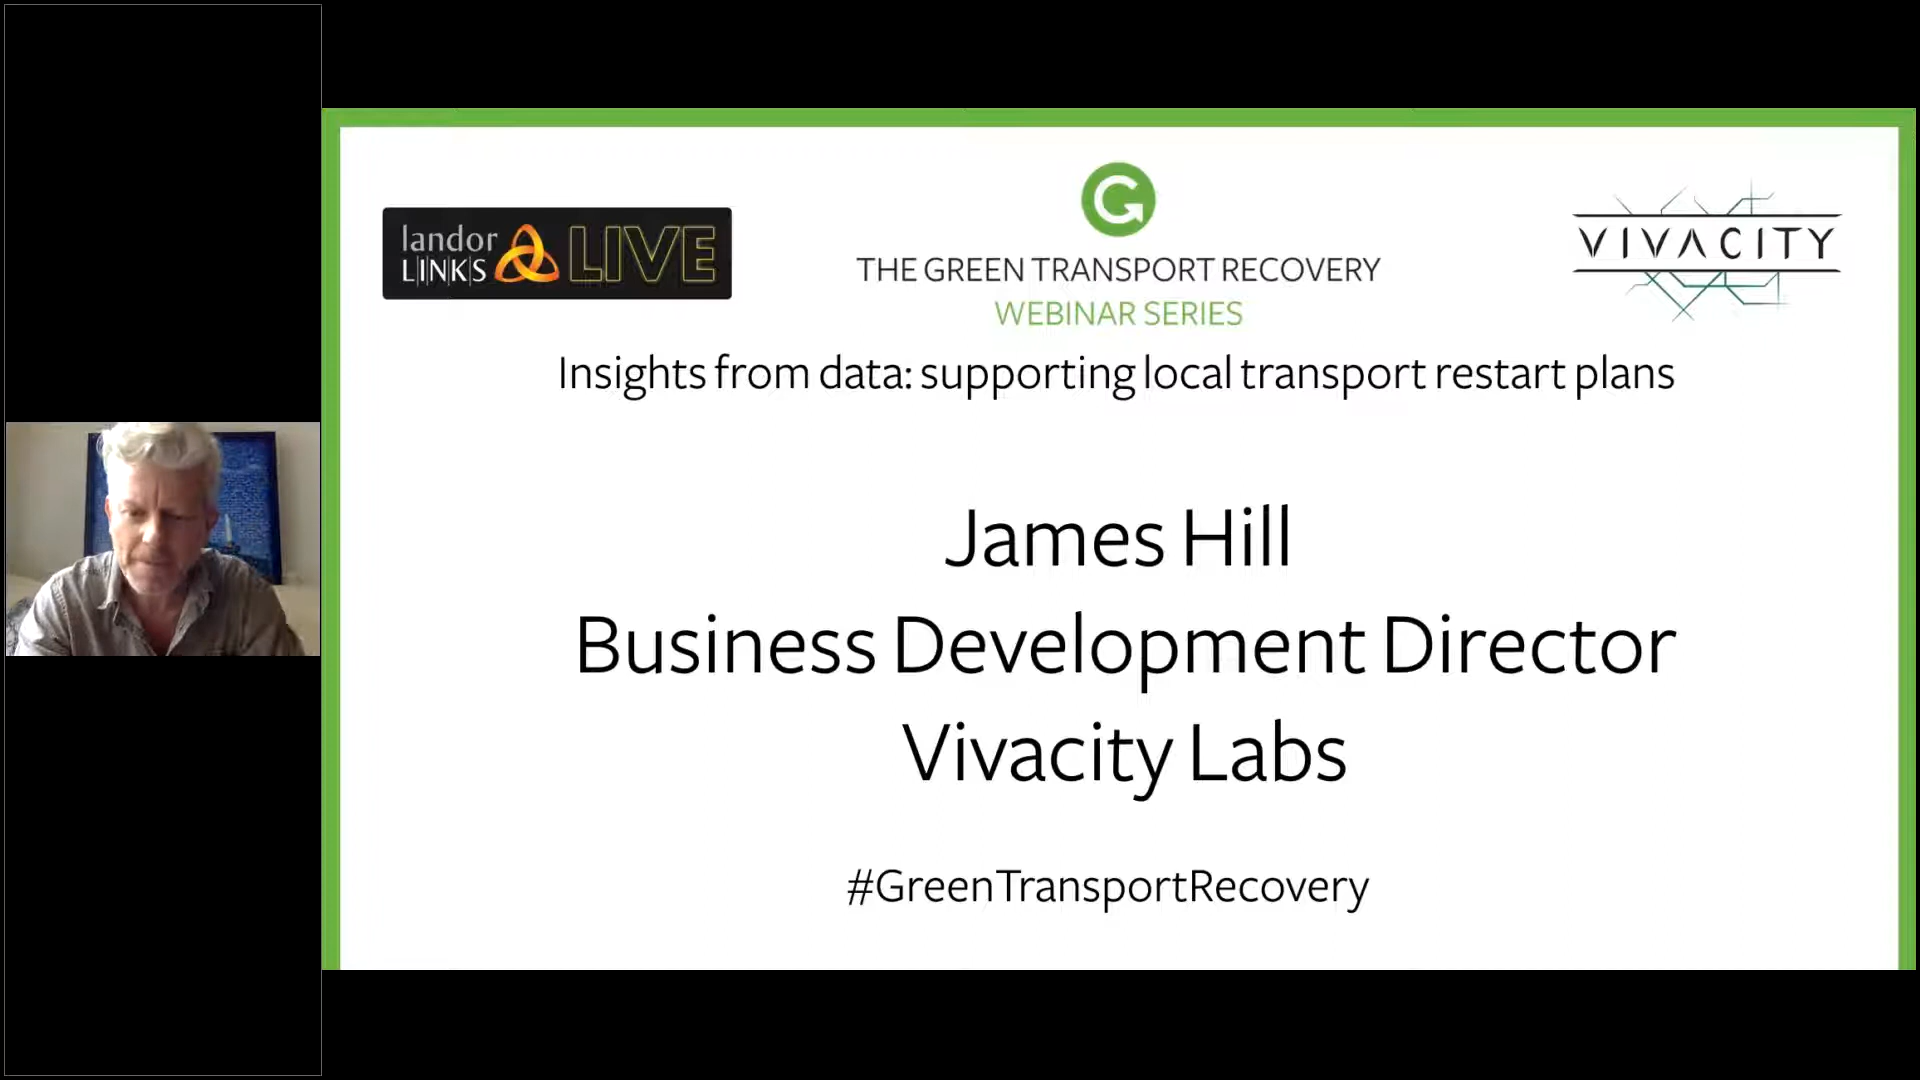 landor
LINKS
LIVE
THE GREEN TRANSPORT RECOVERY
WEBINAR SERIES
VIVACITY
Insights from data: supporting local transport restart plans
James Hill
Business Development Director
Vivacity Labs
#GreenTransportRecovery